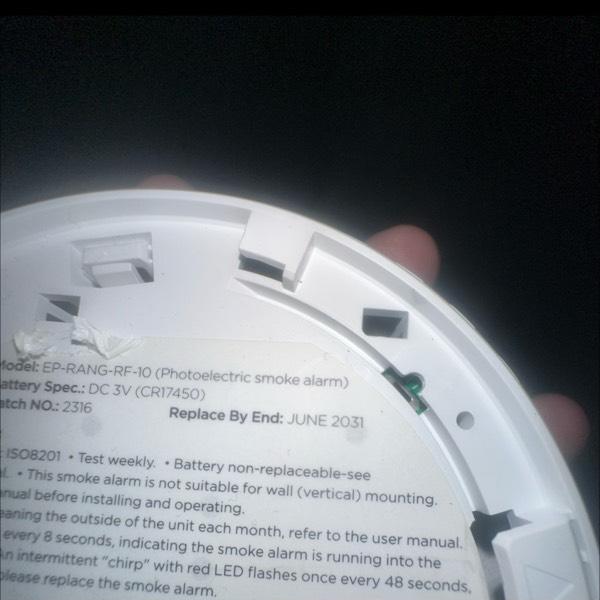 Model: EP-RANG-RF-10 (Photoelectric smoke alarm)
attery Spec.: DC 3V (CR17450)
atch NO.: 2316
Replace By End: JUNE 2031
: ISO8201 • Test weekly. • Battery non-replaceable-see
al. • This smoke alarm is not suitable for wall (vertical) mounting.
anual before installing and operating.
eaning the outside of the unit each month, refer to the user manual.
every 8 seconds, indicating the smoke alarm is running into the
An intermittent "chirp" with red LED flashes once every 48 seconds,
please replace the smoke alarm.